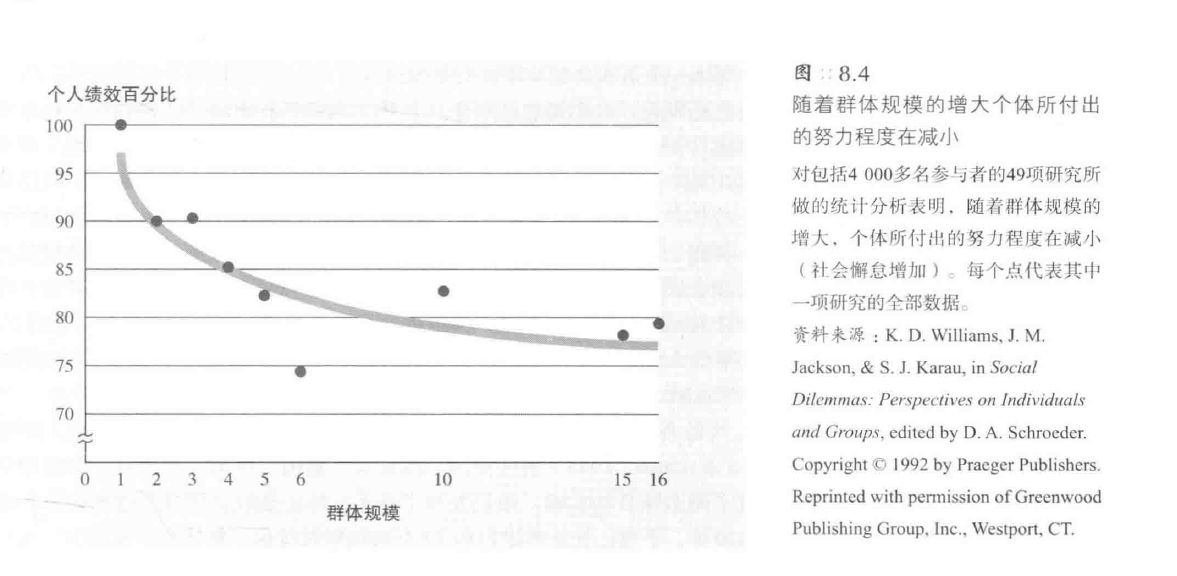 个人绩效百分比
100
95
90
85
80
75
70
0 1 2 3 4 5 6 10 15 16
群体规模
图::8.4
随着群体规模的增大个体所付出
的努力程度在减小
对包括4 000多名参与者的49项研究所
做的统计分析表明，随着群体规模的
增大，个体所付出的努力程度在减小
（社会懈怠增加）。每个点代表其中
一项研究的全部数据。
资料来源：K. D. Williams, J. M.
Jackson, & S. J. Karau, in Social
Dilemmas: Perspectives on Individuals
and Groups, edited by D. A. Schroeder.
Copyright © 1992 by Praeger Publishers.
Reprinted with permission of Greenwood
Publishing Group, Inc., Westport, CT.